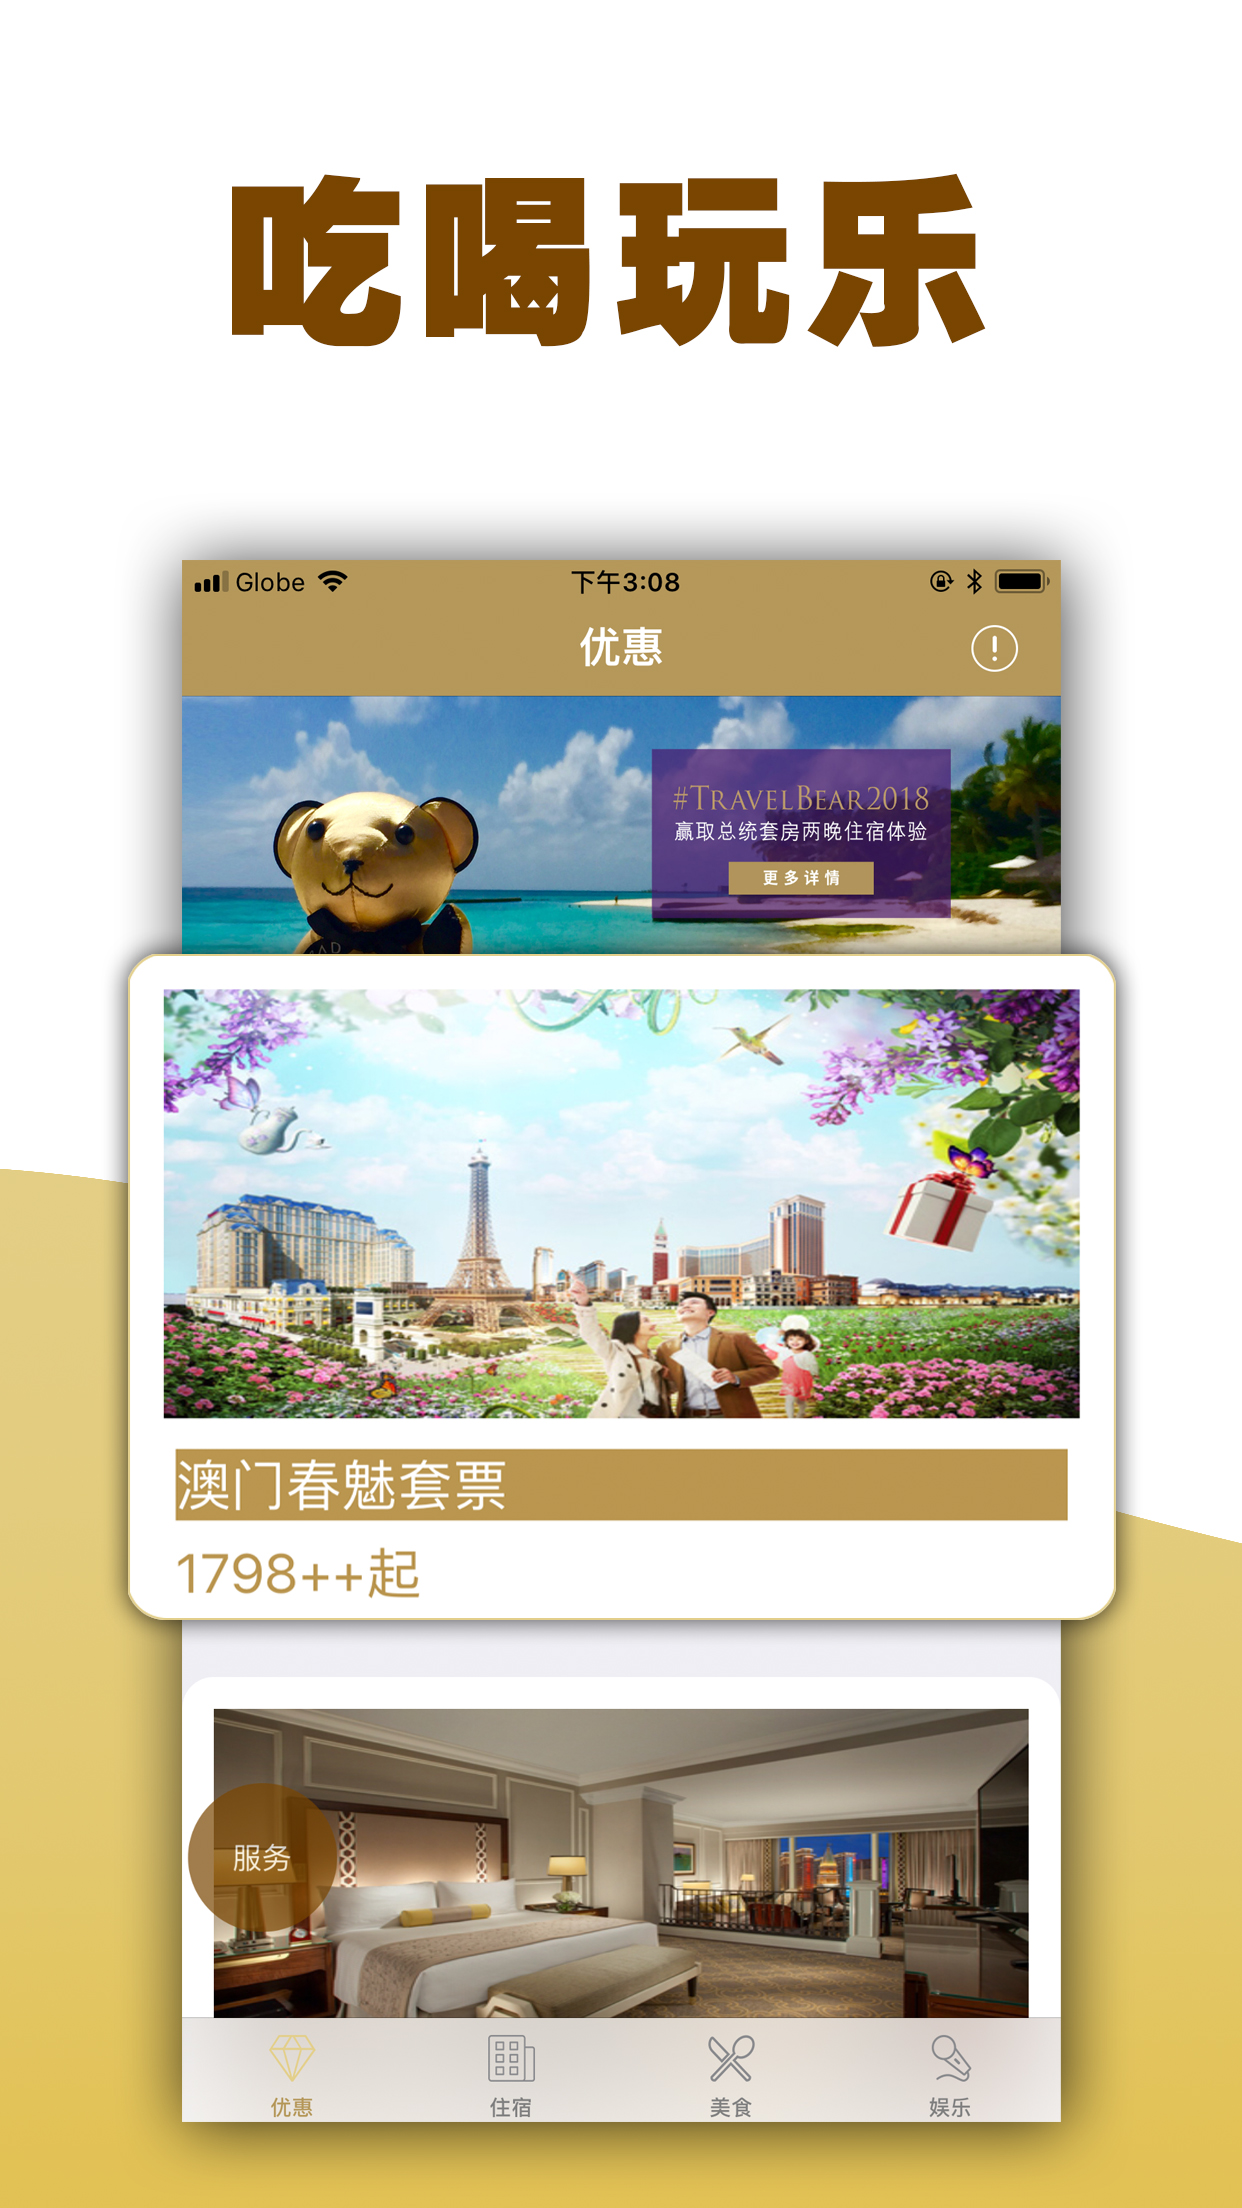 吃喝玩乐
Globe
下午3:08
优惠
#TRAVELBEAR2018
赢取总统套房两晚住宿体验
更多详情
澳门春魅套票
1798++起
服务
优惠
住宿
美食
娱乐